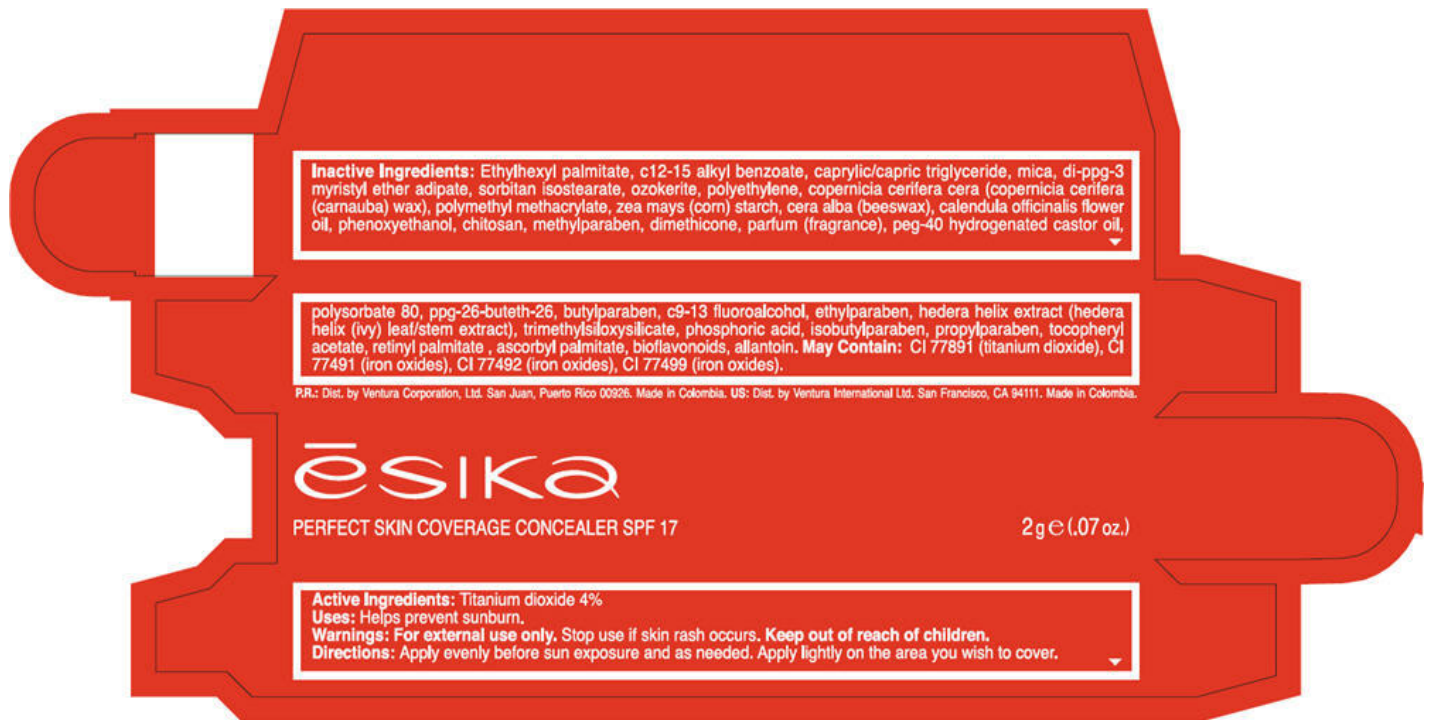 Inactive Ingredients: Ethylhexyl palmitate, c12-15 alkyl benzoate, caprylic/capric triglyceride, mica, di-ppg-3
myristyl ether adipate, sorbitan isostearate, ozokerite, polyethylene, copernicia cerifera cera (copernicia cerifera
(carnauba) wax), polymethyl methacrylate, zea mays (corn) starch, cera alba (beeswax), calendula officinalis flower
oil, phenoxyethanol, chitosan, methylparaben, dimethicone, parfum (fragrance), peg-40 hydrogenated castor oil,
polysorbate 80, ppg-26-buteth-26, butylparaben, c9-13 fluoroalcohol, ethylparaben, hedera helix extract (hedera
helix (ivy) leaf/stem extract), trimethylsiloxysilicate, phosphoric acid, isobutylparaben, propylparaben, tocopheryl
acetate, retinyl palmitate , ascorbyl palmitate, bioflavonoids, allantoin. May Contain: CI 77891 (titanium dioxide), CI
77491 (iron oxides), CI 77492 (iron oxides), CI 77499 (iron oxides).
P.R.: Dist. by Ventura Corporation, Ltd. San Juan, Puerto Rico 00926. Made in Colombia. US: Dist. by Ventura International Ltd. San Francisco, CA 94111. Made in Colombia.
ēsika
PERFECT SKIN COVERAGE CONCEALER SPF 17
2 g ℮ (.07 oz.)
Active Ingredients: Titanium dioxide 4%
Uses: Helps prevent sunburn.
Warnings: For external use only. Stop use if skin rash occurs. Keep out of reach of children.
Directions: Apply evenly before sun exposure and as needed. Apply lightly on the area you wish to cover.